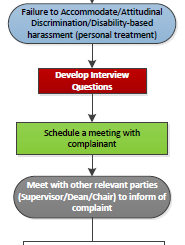 Failure to Accommodate/Attitudinal
Discrimination/Disability-based
harassment (personal treatment)
Develop Interview
Questions
Schedule a meeting with
complainant
Meet with other relevant parties
(Supervisor/Dean/Chair) to inform of
complaint